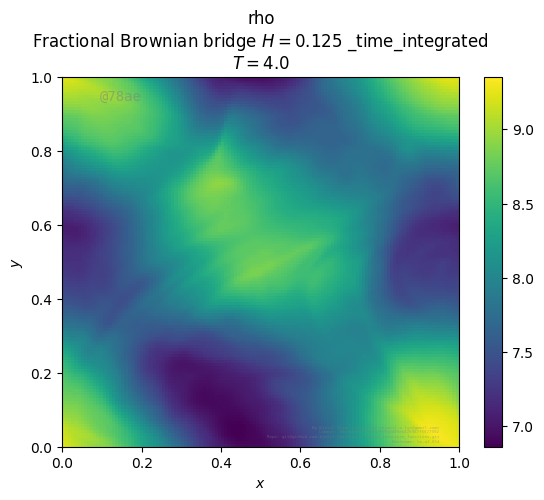 rho
Fractional Brownian bridge H = 0.125 _time_integrated
T = 4.0
1.0
0.8
0.6
0.4
0.2
0.0
y
0.0 0.2 0.4 0.6 0.8 1.0
x
9.0
8.5
8.0
7.5
7.0
@78ae